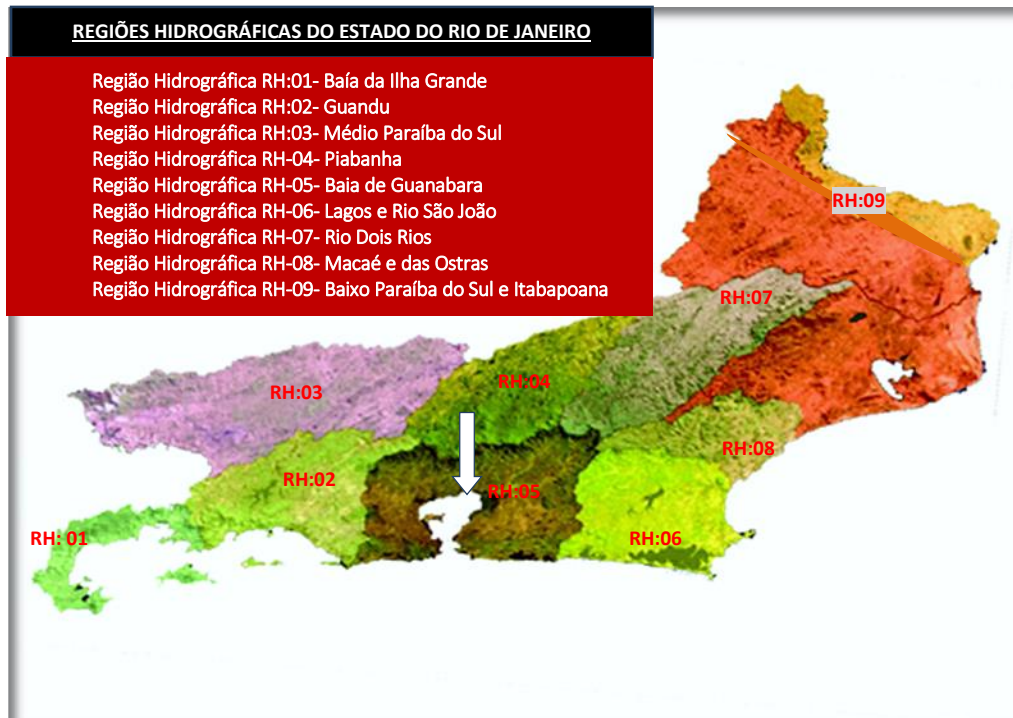 REGIÕES HIDROGRÁFICAS DO ESTADO DO RIO DE JANEIRO
Região Hidrográfica RH:01- Baía da Ilha Grande
Região Hidrográfica RH:02- Guandu
Região Hidrográfica RH:03- Médio Paraíba do Sul
Região Hidrográfica RH-04- Piabanha
Região Hidrográfica RH-05- Baia de Guanabara
Região Hidrográfica RH-06- Lagos e Rio São João
Região Hidrográfica RH-07- Rio Dois Rios
Região Hidrográfica RH-08- Macaé e das Ostras
Região Hidrográfica RH-09- Baixo Paraíba do Sul e Itabapoana
RH:09
RH:07
RH:04
RH:03
RH:08
RH:02
RH:05
RH: 01
RH:06